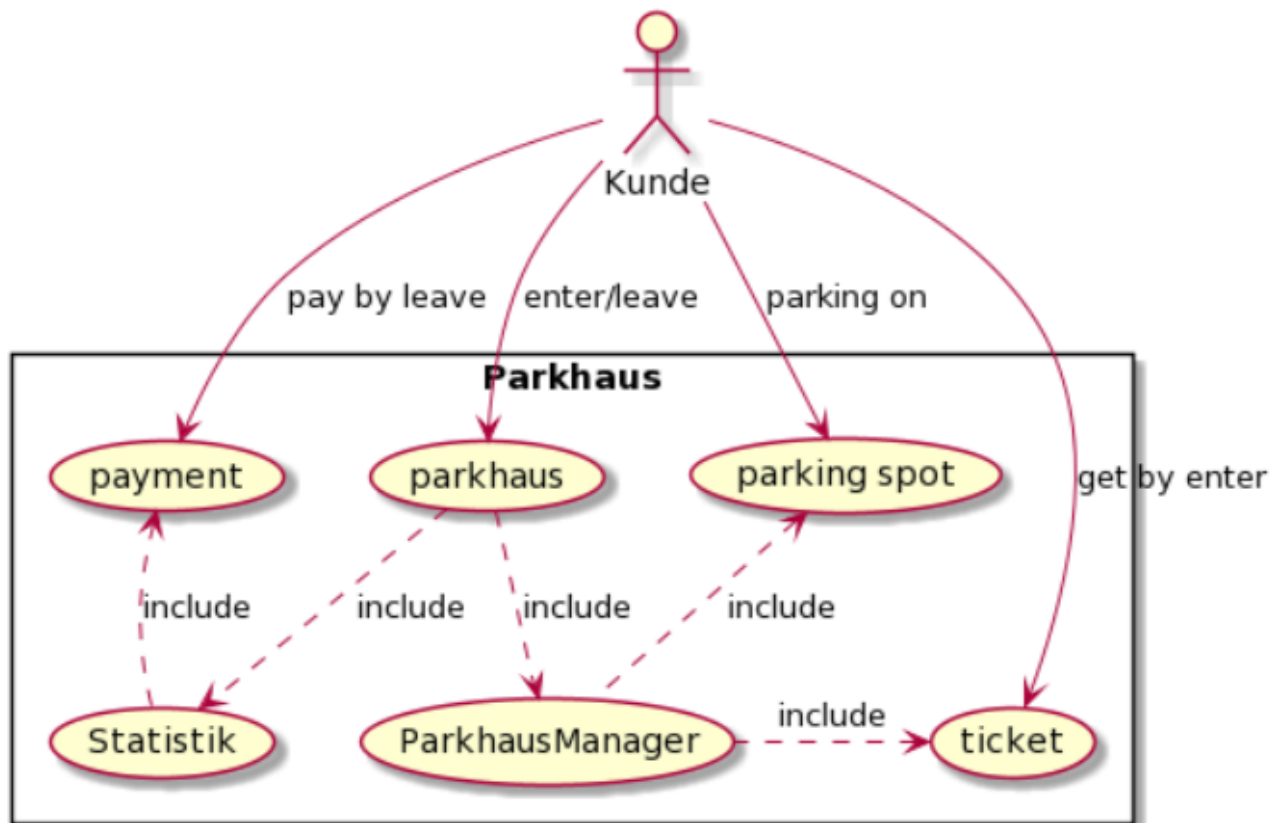 Kunde
pay by leave
enter/leave
parking on
Parkhaus
payment
parkhaus
parking spot
get by enter
include
include
include
include
Statistik
ParkhausManager
include
ticket